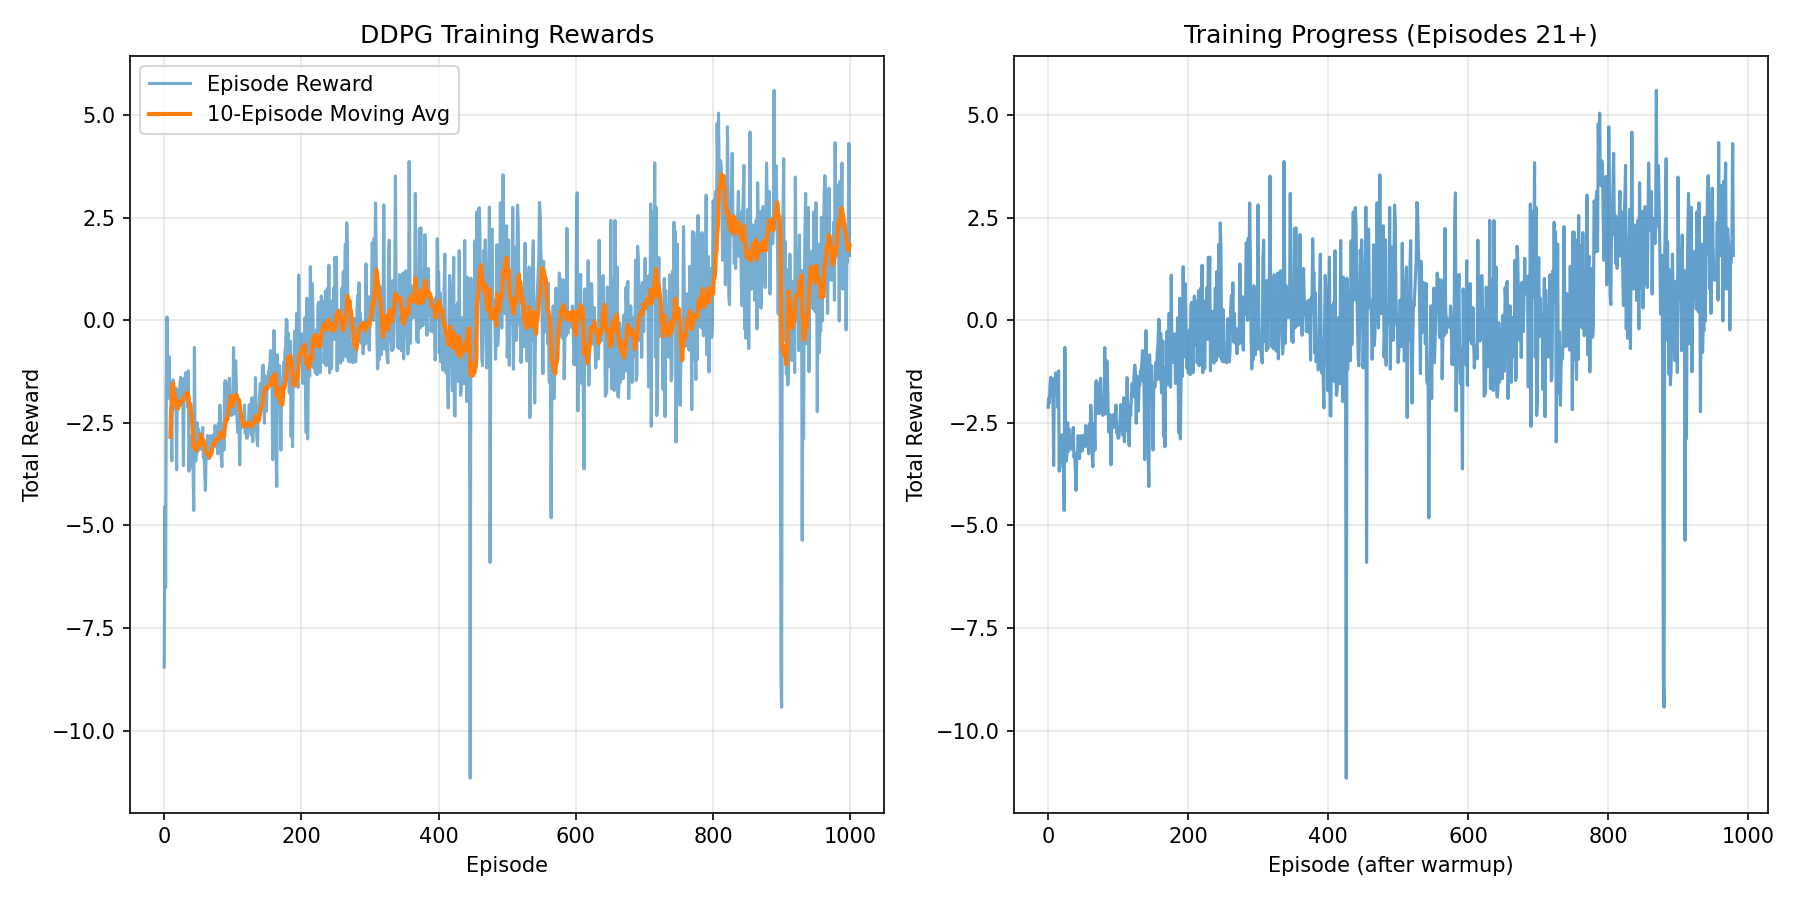 DDPG Training Rewards
Episode Reward
10-Episode Moving Avg
Total Reward
5.0
2.5
0.0
−2.5
−5.0
−7.5
−10.0
0 200 400 600 800 1000
Episode
Training Progress (Episodes 21+)
Total Reward
5.0
2.5
0.0
−2.5
−5.0
−7.5
−10.0
0 200 400 600 800 1000
Episode (after warmup)